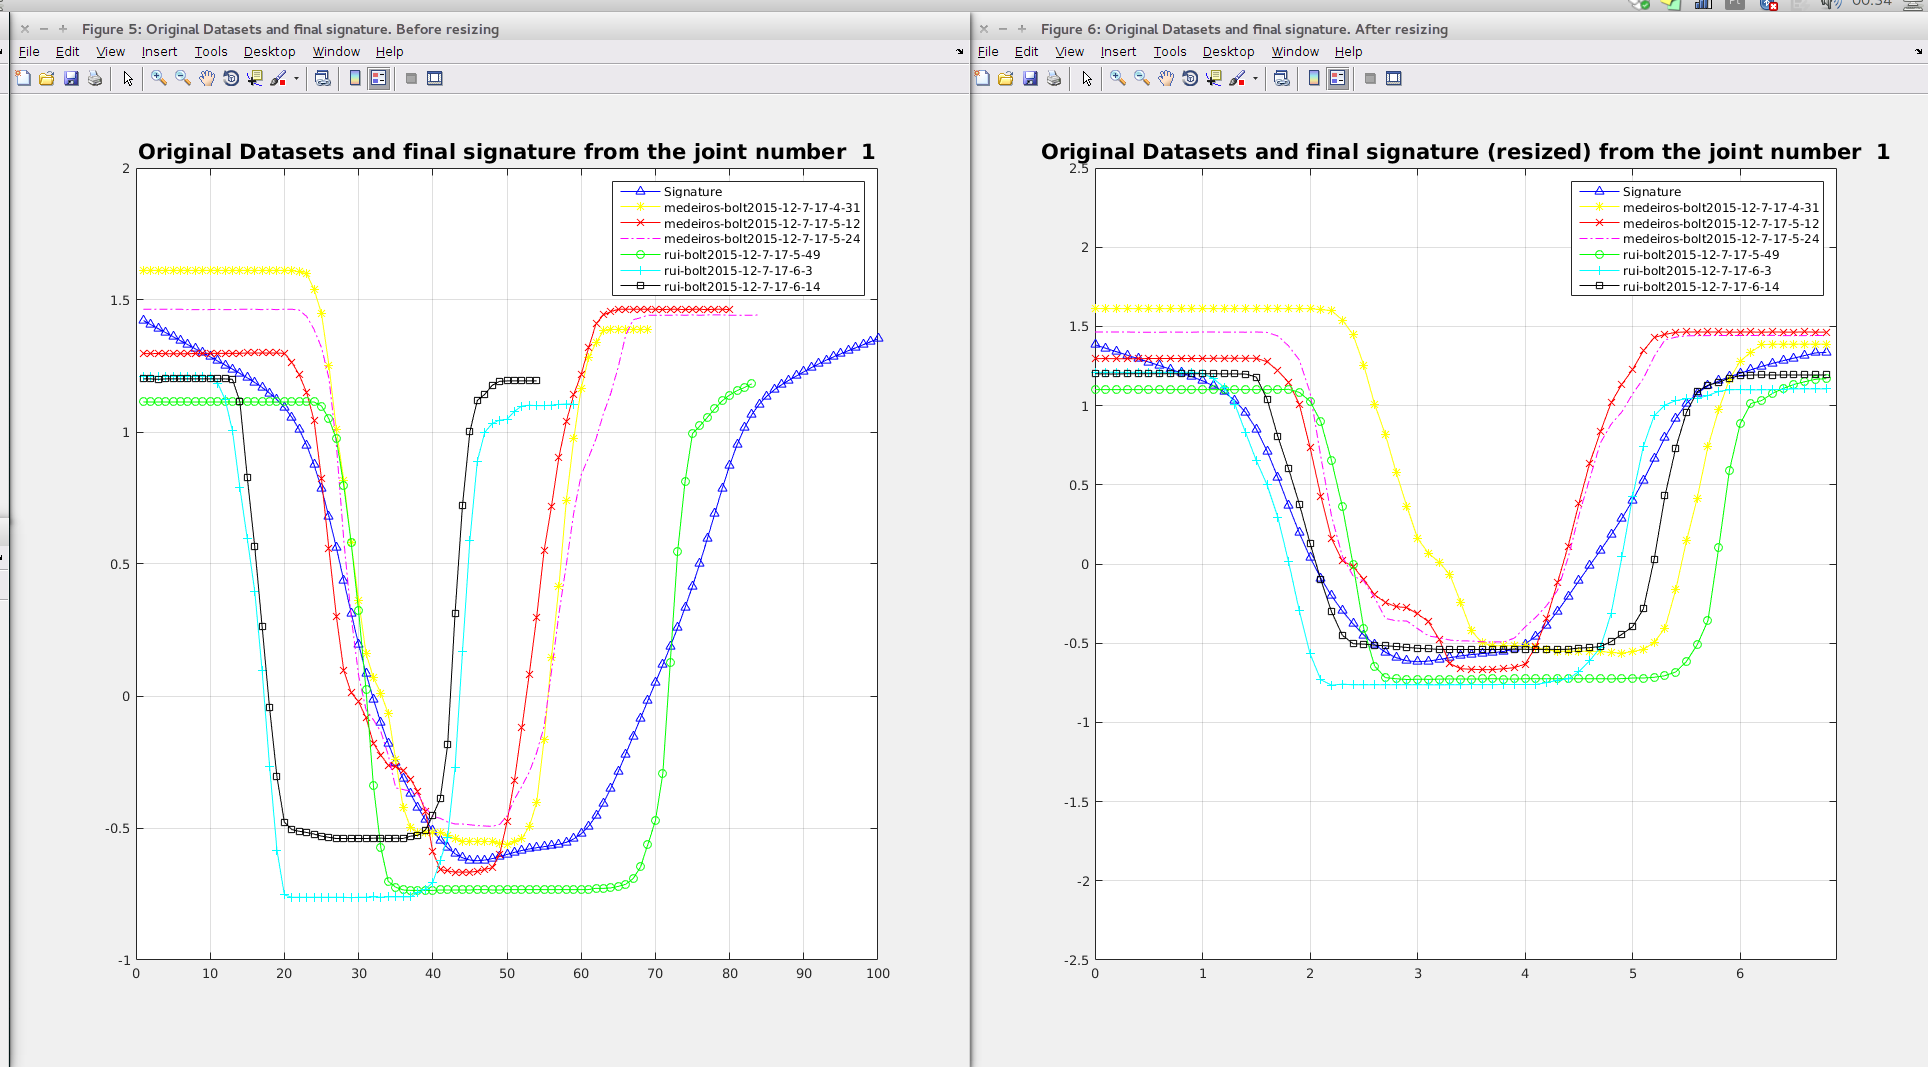 00:34
Figure 5: Original Datasets and final signature. Before resizing
File Edit View Insert Tools Desktop Window Help
Original Datasets and final signature from the joint number 1
Signature
medeiros-bolt2015-12-7-17-4-31
medeiros-bolt2015-12-7-17-5-12
medeiros-bolt2015-12-7-17-5-24
rui-bolt2015-12-7-17-5-49
rui-bolt2015-12-7-17-6-3
rui-bolt2015-12-7-17-6-14
2
1.5
1
0.5
0
-0.5
-1
0 10 20 30 40 50 60 70 80 90 100
Figure 6: Original Datasets and final signature. After resizing
File Edit View Insert Tools Desktop Window Help
Original Datasets and final signature (resized) from the joint number 1
Signature
medeiros-bolt2015-12-7-17-4-31
medeiros-bolt2015-12-7-17-5-12
medeiros-bolt2015-12-7-17-5-24
rui-bolt2015-12-7-17-5-49
rui-bolt2015-12-7-17-6-3
rui-bolt2015-12-7-17-6-14
2.5
2
1.5
1
0.5
0
-0.5
-1
-1.5
-2
-2.5
0 1 2 3 4 5 6